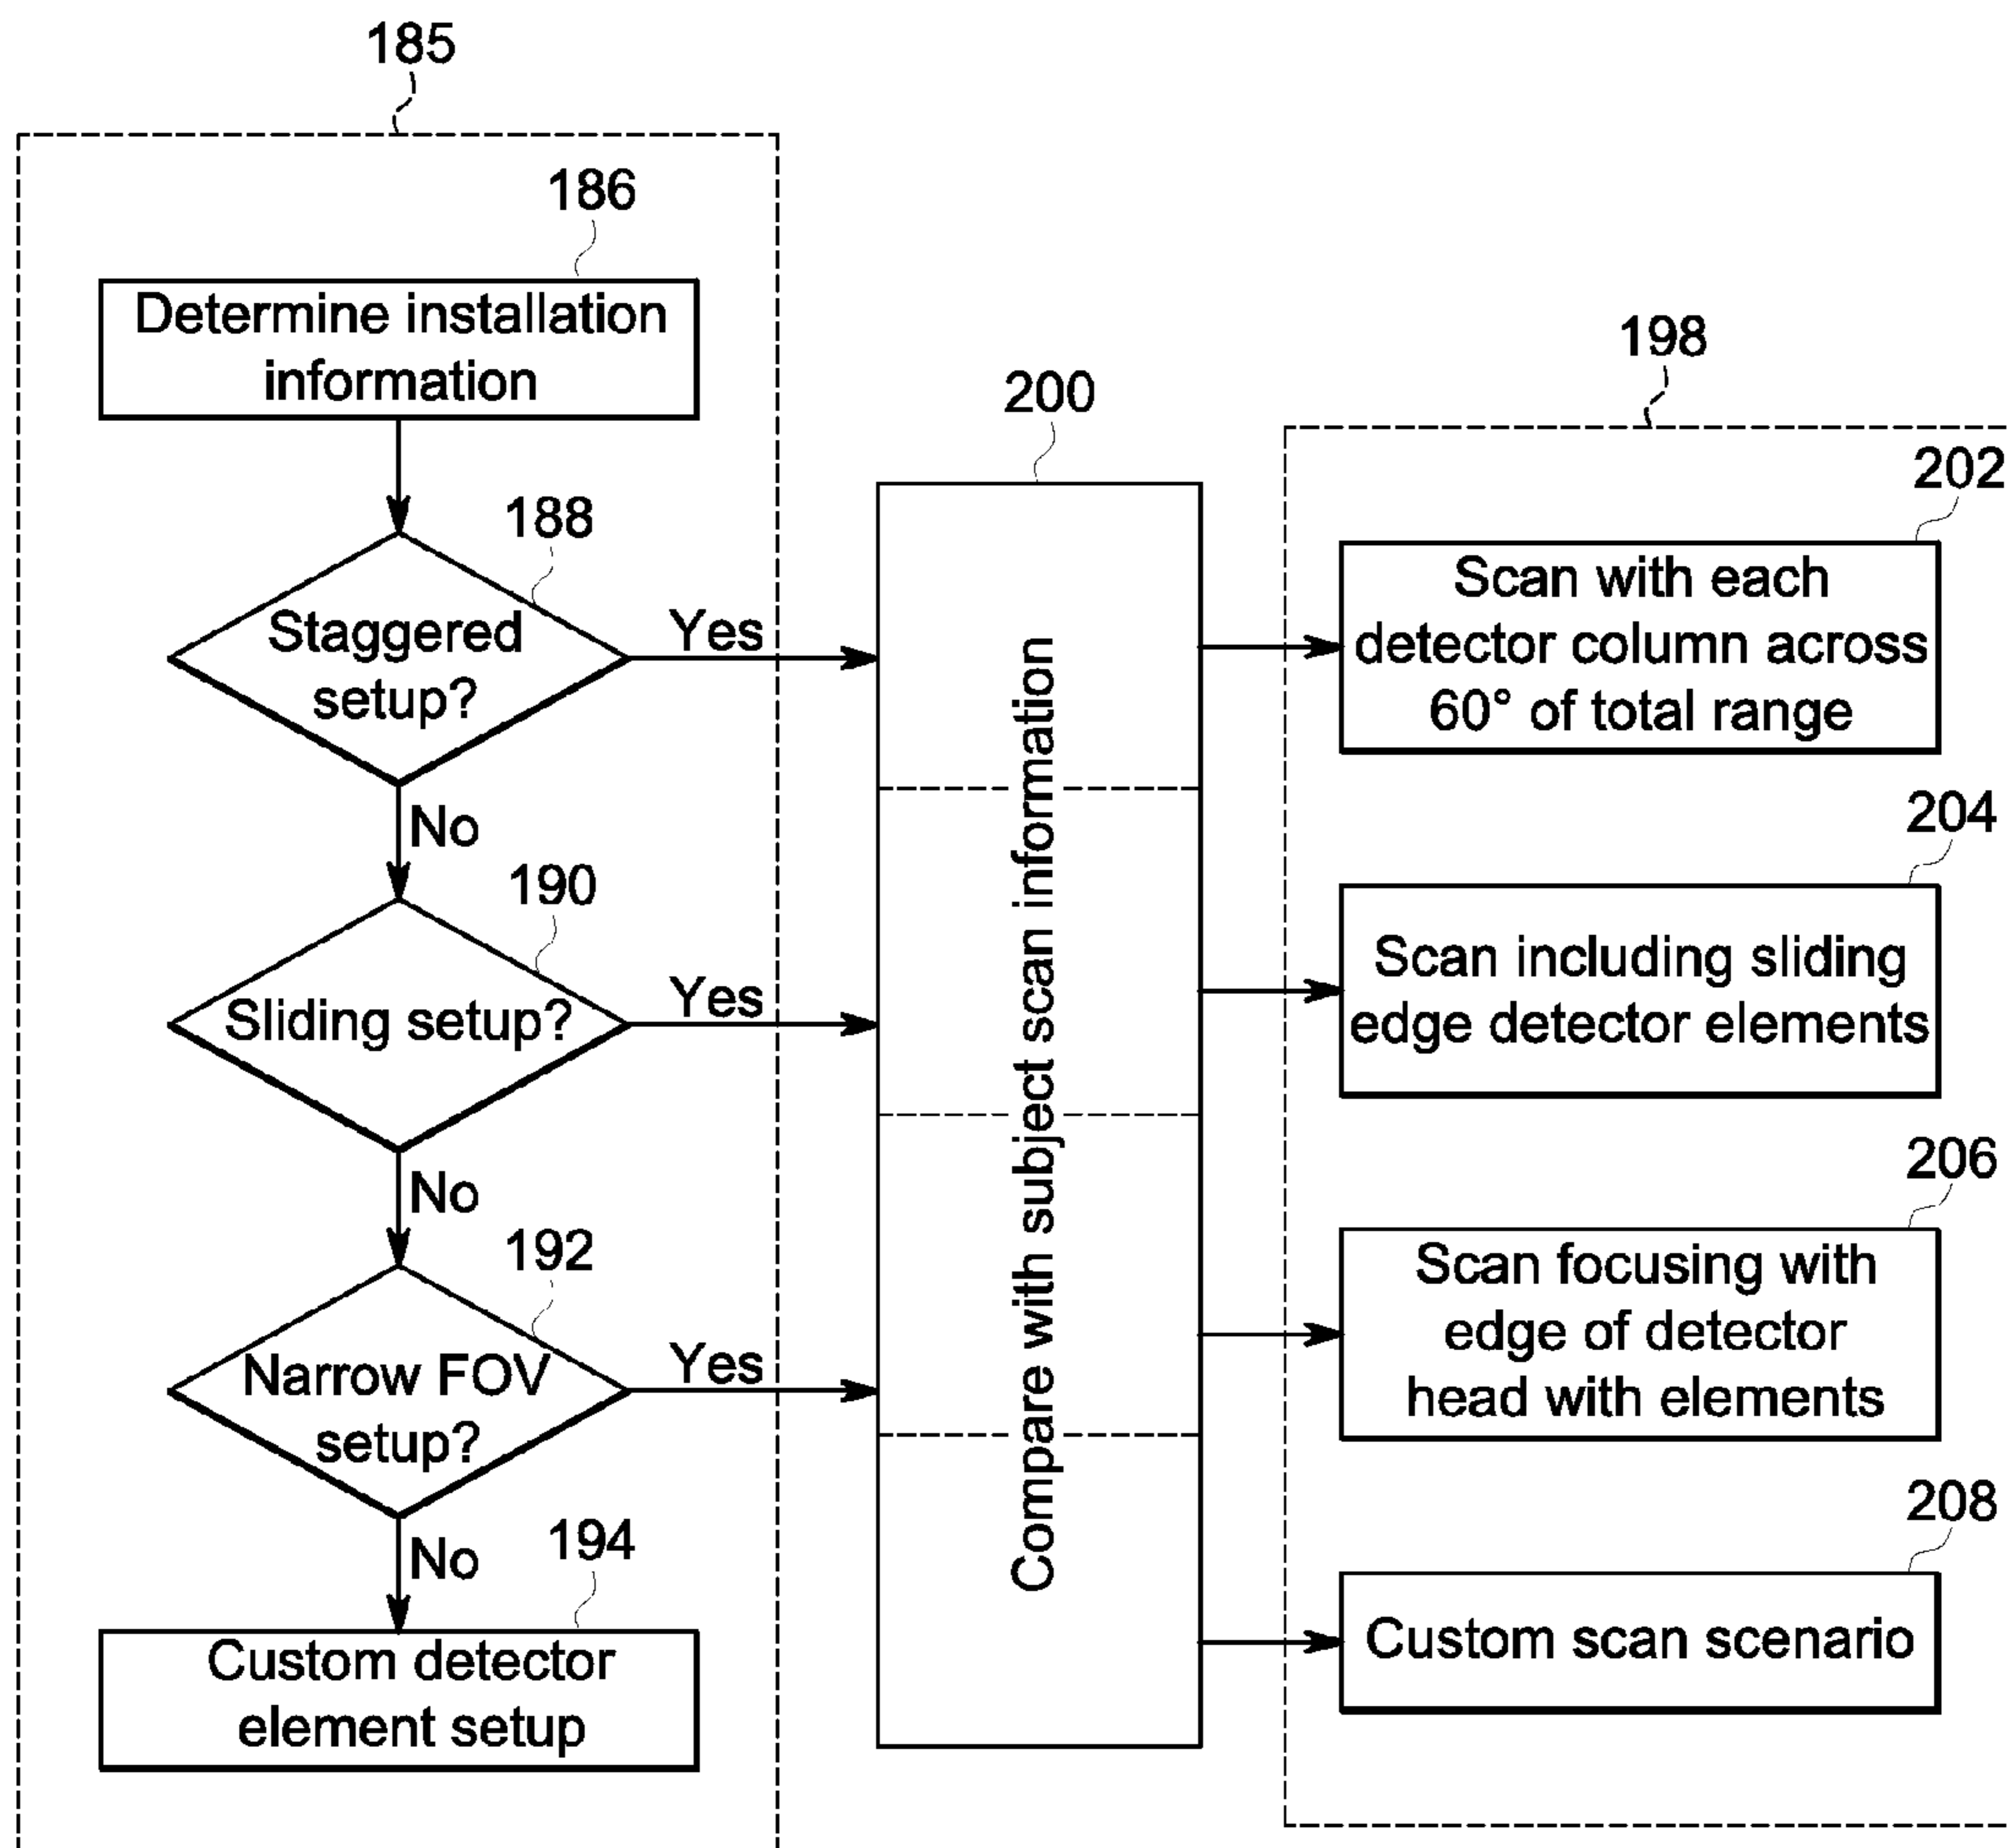 185
186
Determine installation
information
188
Staggered
setup?
Yes
No
190
Sliding setup?
Yes
No
192
Narrow FOV
setup?
Yes
No
194
Custom detector
element setup
200
Compare with subject scan information
198
202
Scan with each
detector column across
60° of total range
204
Scan including sliding
edge detector elements
206
Scan focusing with
edge of detector
head with elements
208
Custom scan scenario